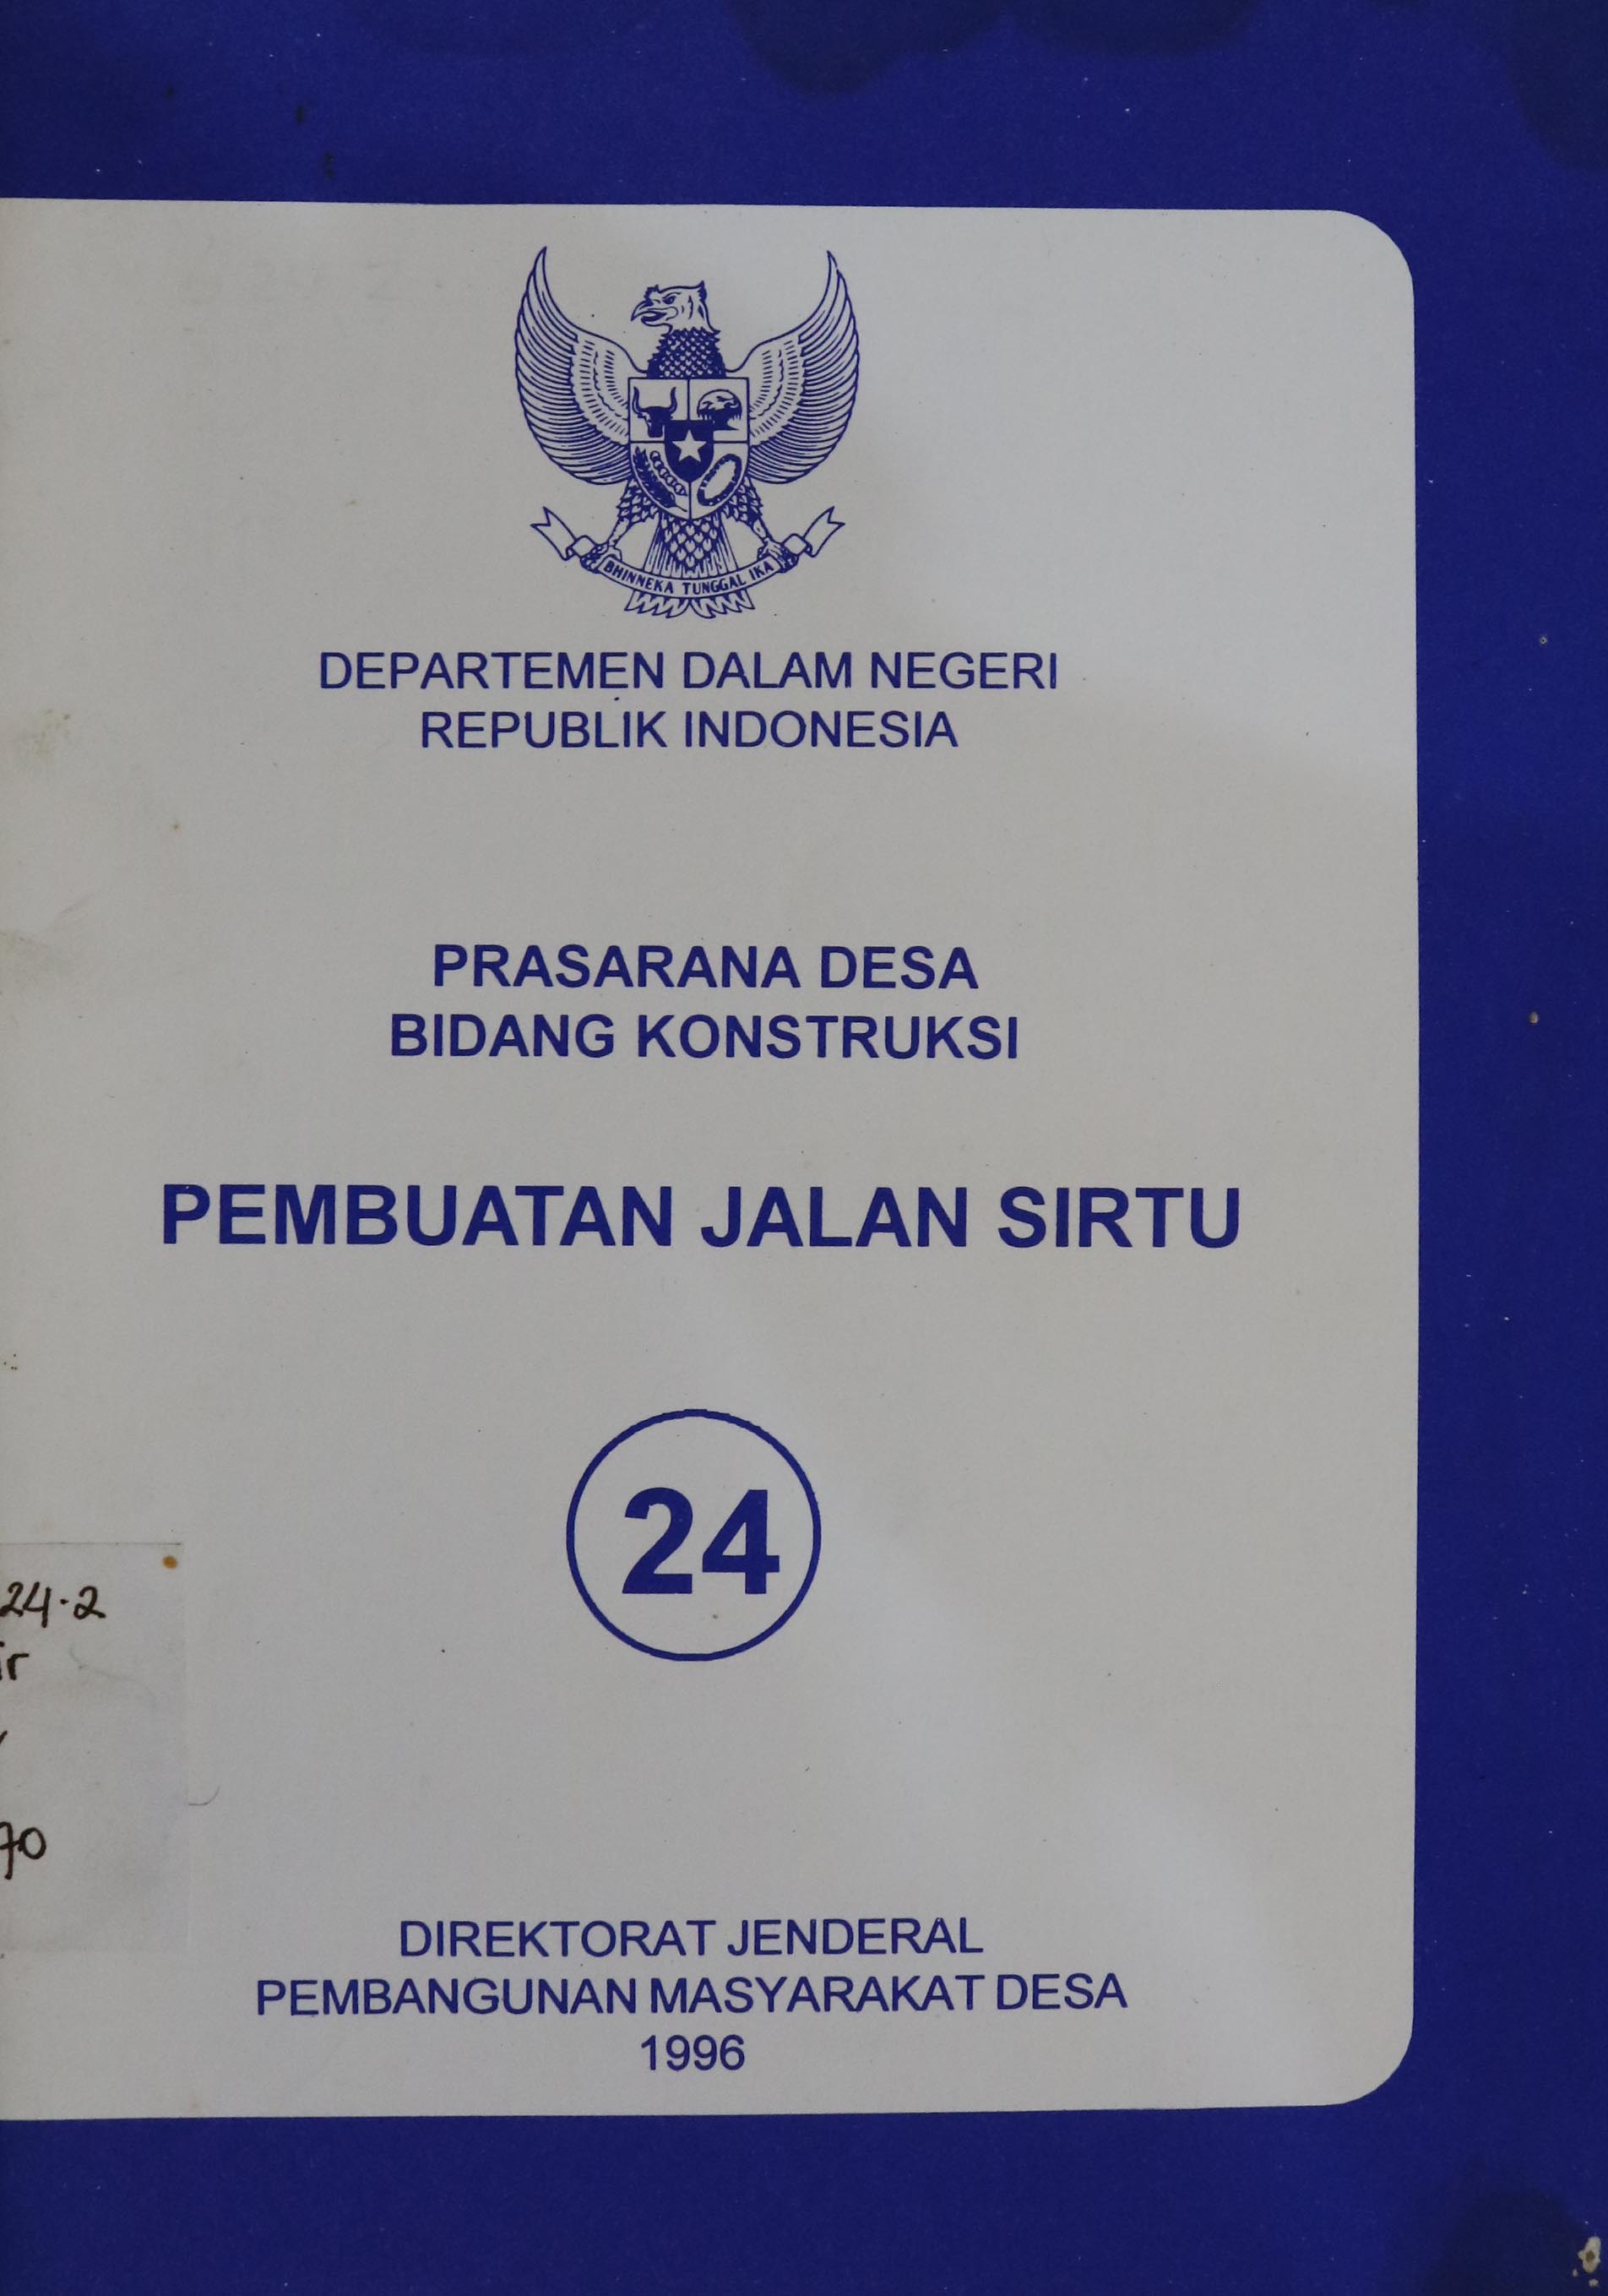 BHINNEKA TUNGGAL IKA
DEPARTEMEN DALAM NEGERI
REPUBLIK INDONESIA
PRASARANA DESA
BIDANG KONSTRUKSI
PEMBUATAN JALAN SIRTU
24
24.2
ir
70
DIREKTORAT JENDERAL
PEMBANGUNAN MASYARAKAT DESA
1996